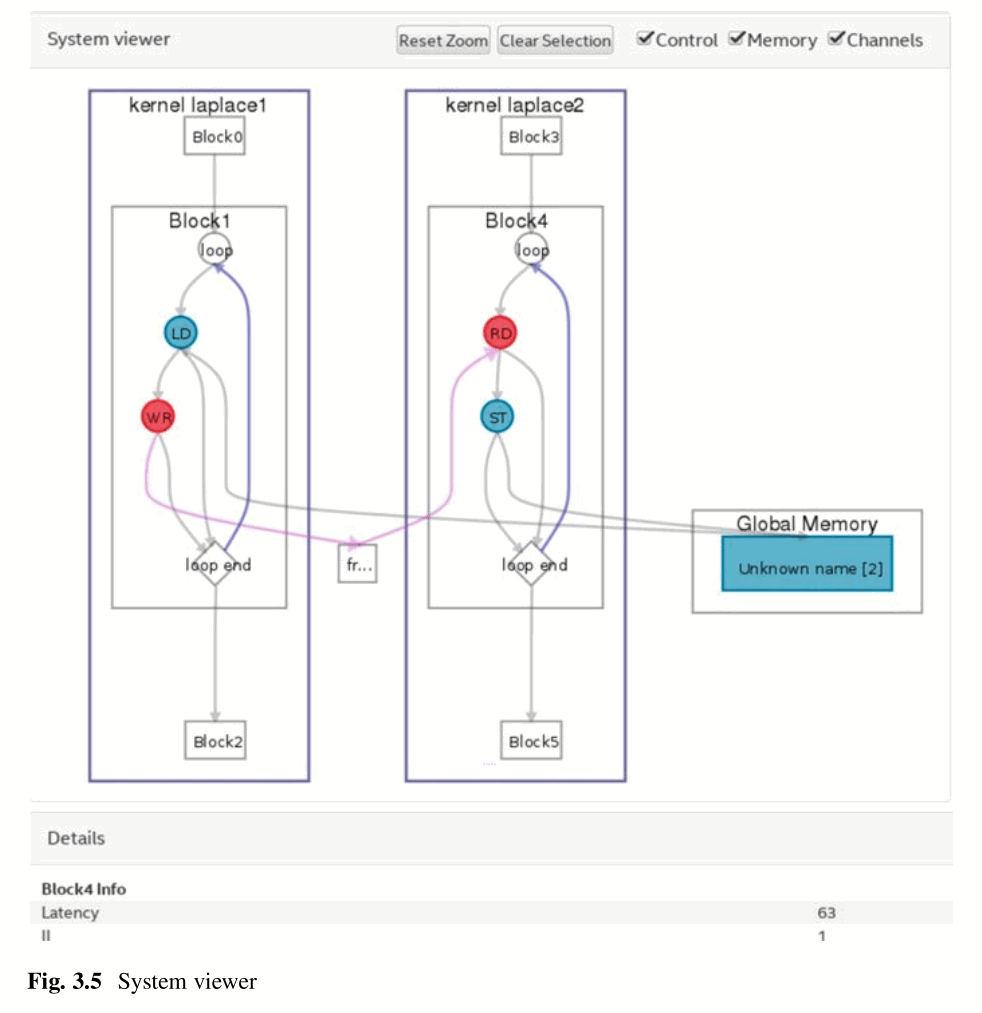 System viewer
Reset Zoom Clear Selection Control Memory Channels
kernel laplace1
Block0
Block1
loop
LD
WR
loop end
Block2
fr...
kernel laplace2
Block3
Block4
loop
RD
ST
loop end
Block5
Global Memory
Unknown name [2]
Details
Block4 Info
Latency 63
II 1
Fig. 3.5 System viewer